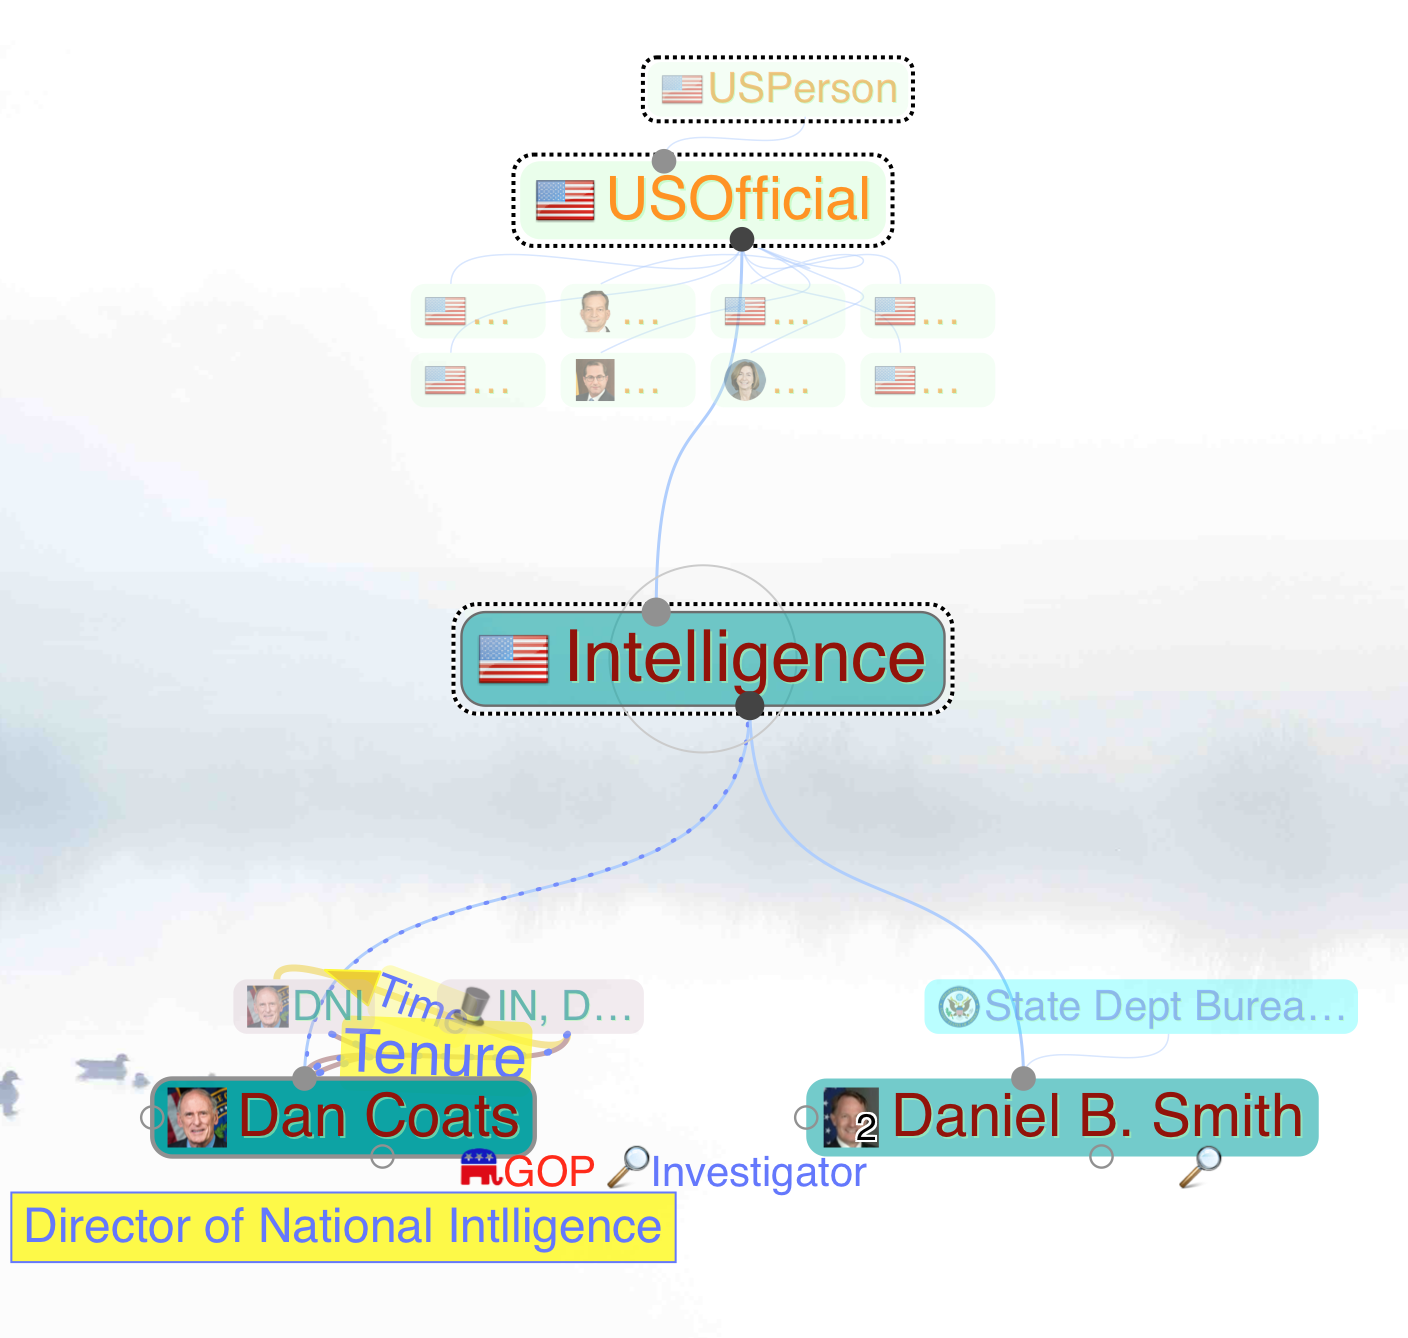 USPerson
USOfficial
... ... ... ...
... ... ... ...
Intelligence
DNI
Time
IN, D...
State Dept Burea...
Tenure
Dan Coats
2
Daniel B. Smith
GOP
Investigator
Director of National Intlligence